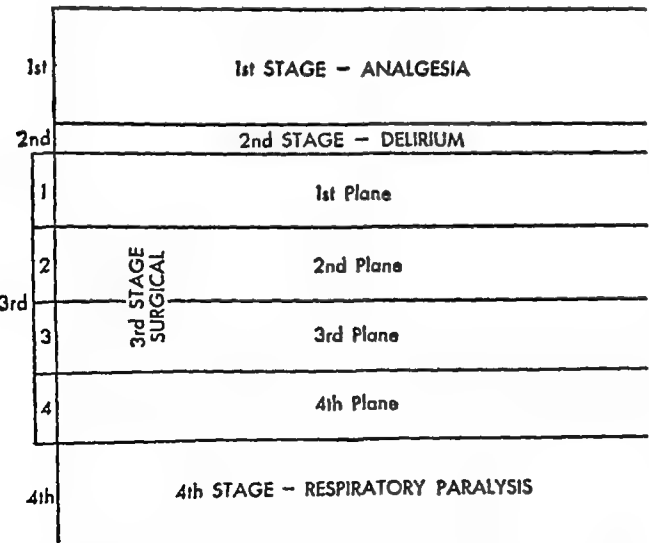 1st
1st STAGE – ANALGESIA
2nd
2nd STAGE – DELIRIUM
1
1st Plane
2
2nd Plane
3rd
3rd STAGE
SURGICAL
3
3rd Plane
4
4th Plane
4th
4th STAGE – RESPIRATORY PARALYSIS